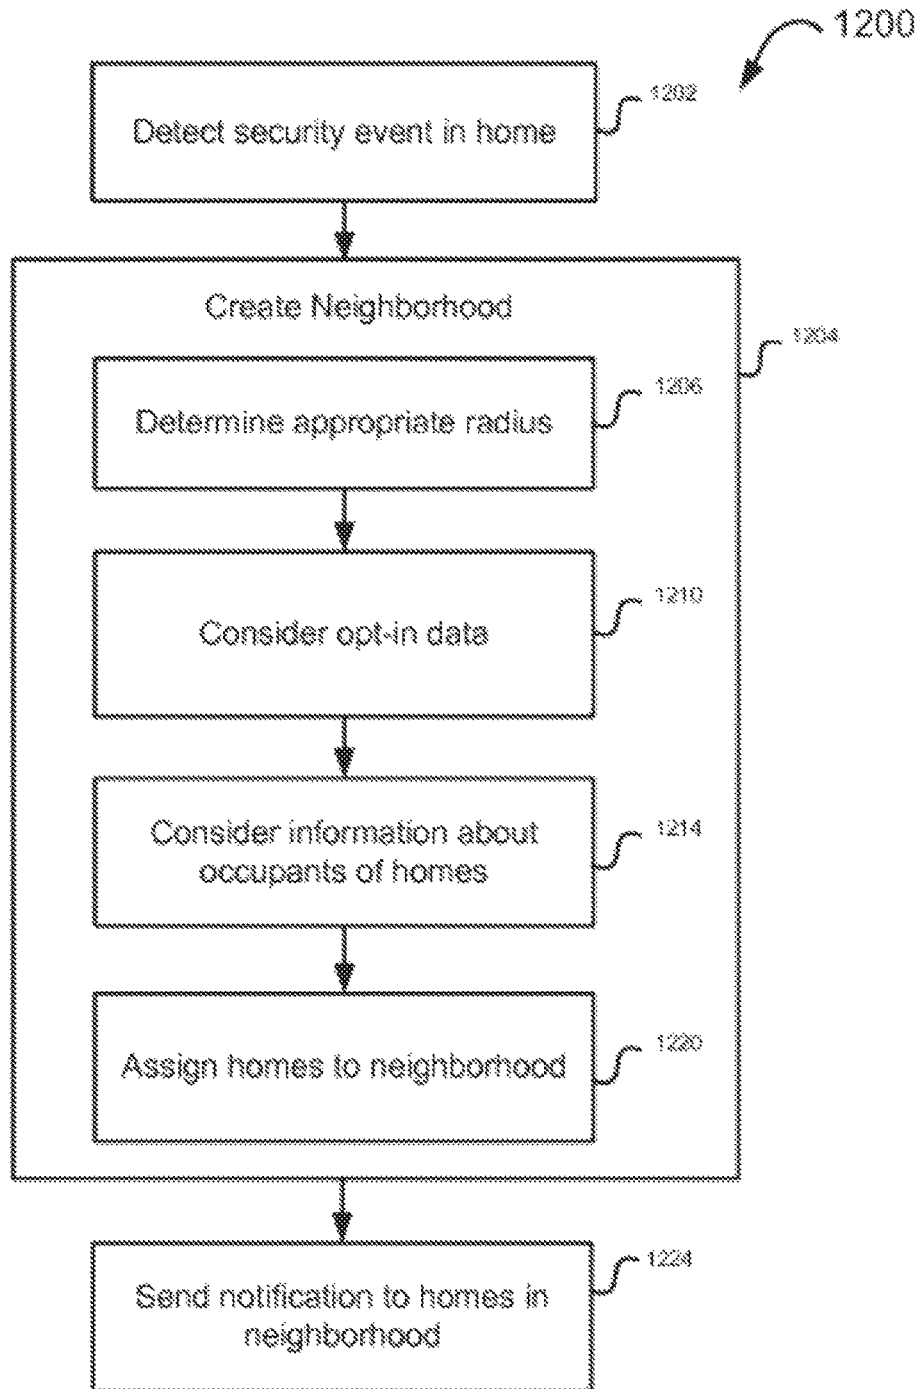 1200
Detect security event in home
1202
Create Neighborhood
1204
Determine appropriate radius
1206
Consider opt-in data
1210
Consider information about
occupants of homes
1214
Assign homes to neighborhood
1220
Send notification to homes in
neighborhood
1224